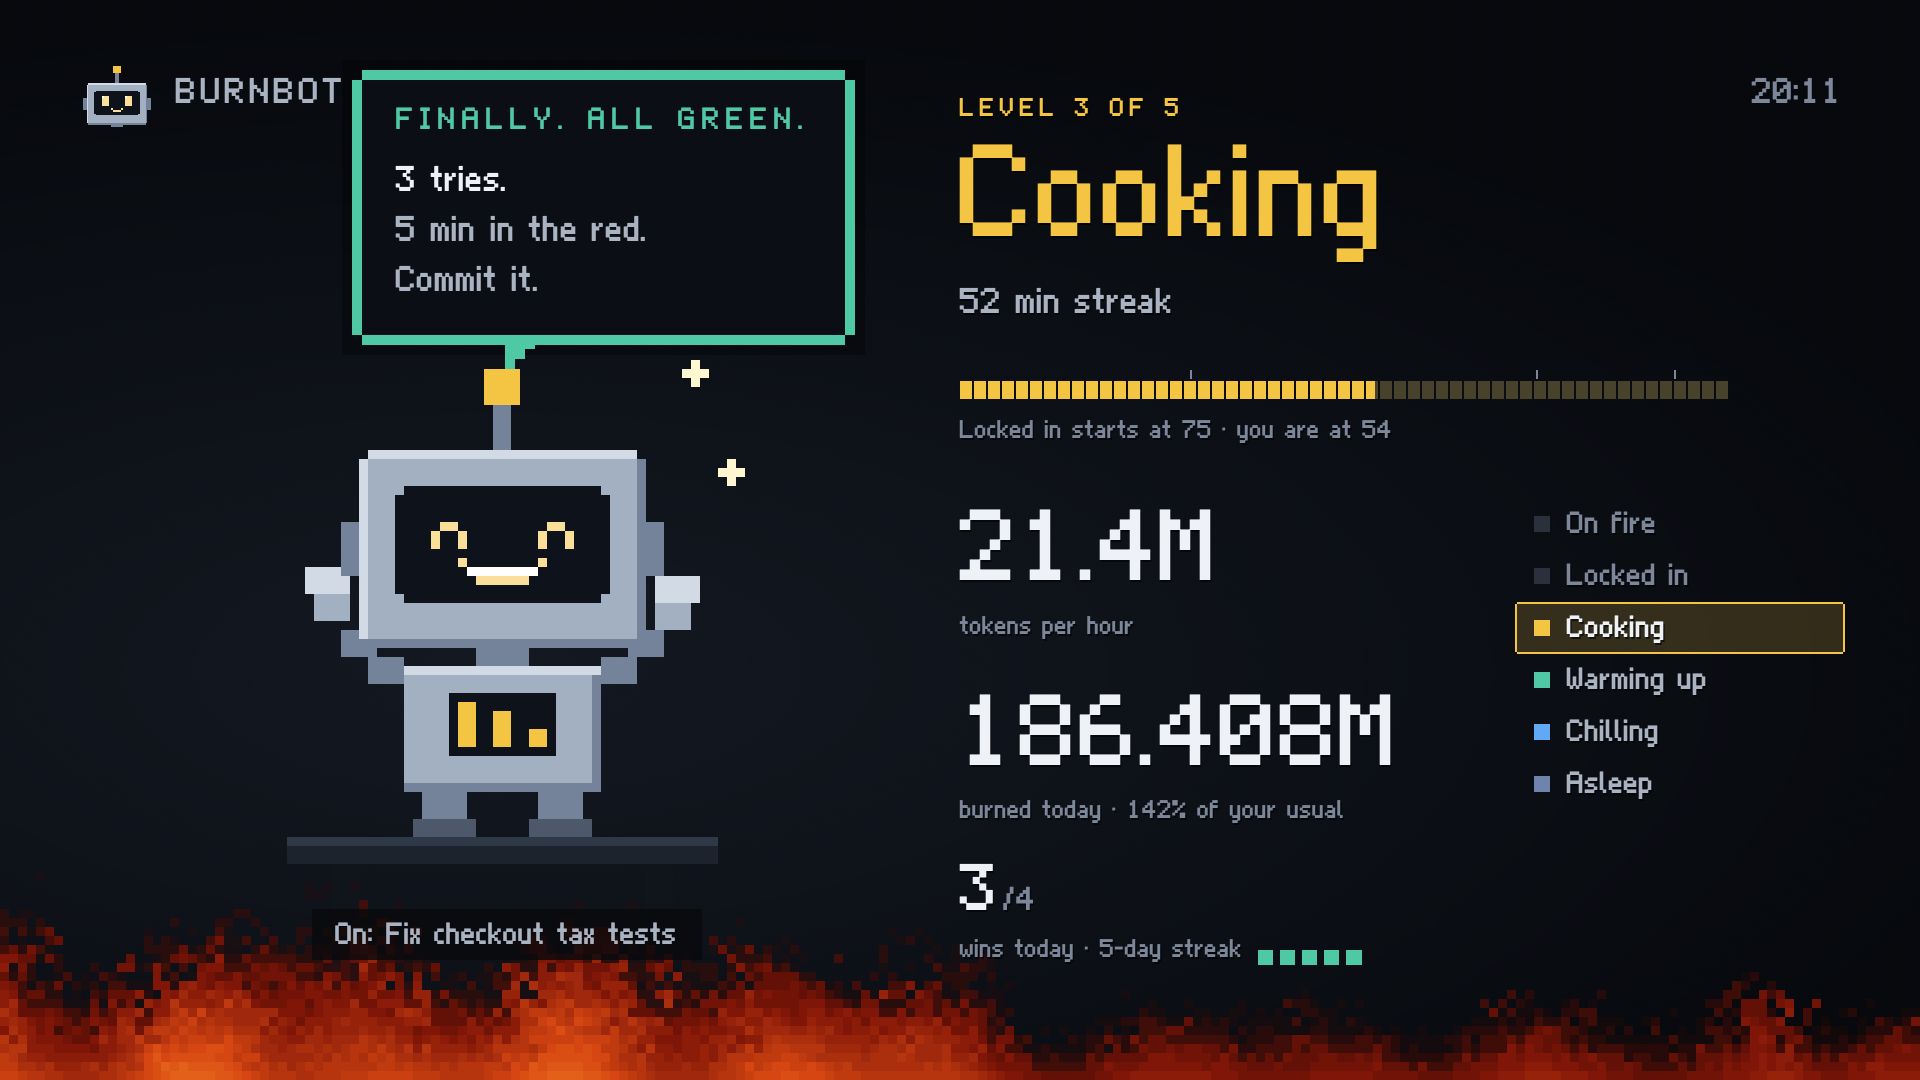 BURNBOT
FINALLY. ALL GREEN.
3 tries.
5 min in the red.
Commit it.
On: Fix checkout tax tests
20:11
LEVEL 3 OF 5
Cooking
52 min streak
Locked in starts at 75 · you are at 54
21.4M
tokens per hour
186.408M
burned today · 142% of your usual
3/4
wins today · 5-day streak
On fire
Locked in
Cooking
Warming up
Chilling
Asleep